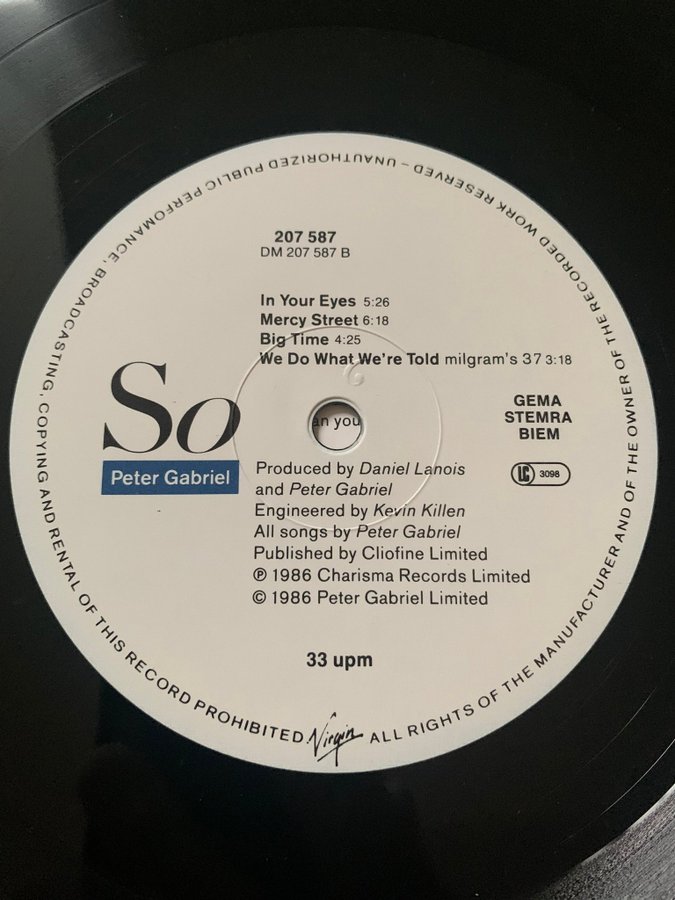 207 587
DM 207 587 B
In Your Eyes 5:26
Mercy Street 6:18
Big Time 4:25
We Do What We're Told milgram's 37 3:18
So
Peter Gabriel
an you
GEMA
STEMRA
BIEM
LC 3098
Produced by Daniel Lanois
and Peter Gabriel
Engineered by Kevin Killen
All songs by Peter Gabriel
Published by Cliofine Limited
℗ 1986 Charisma Records Limited
© 1986 Peter Gabriel Limited
33 upm
Virgin
ALL RIGHTS OF THE MANUFACTURER AND OF THE OWNER OF THE RECORDED WORK RESERVED – UNAUTHORIZED PUBLIC PERFOMANCE, BROADCASTING, COPYING AND RENTAL OF THIS RECORD PROHIBITED.